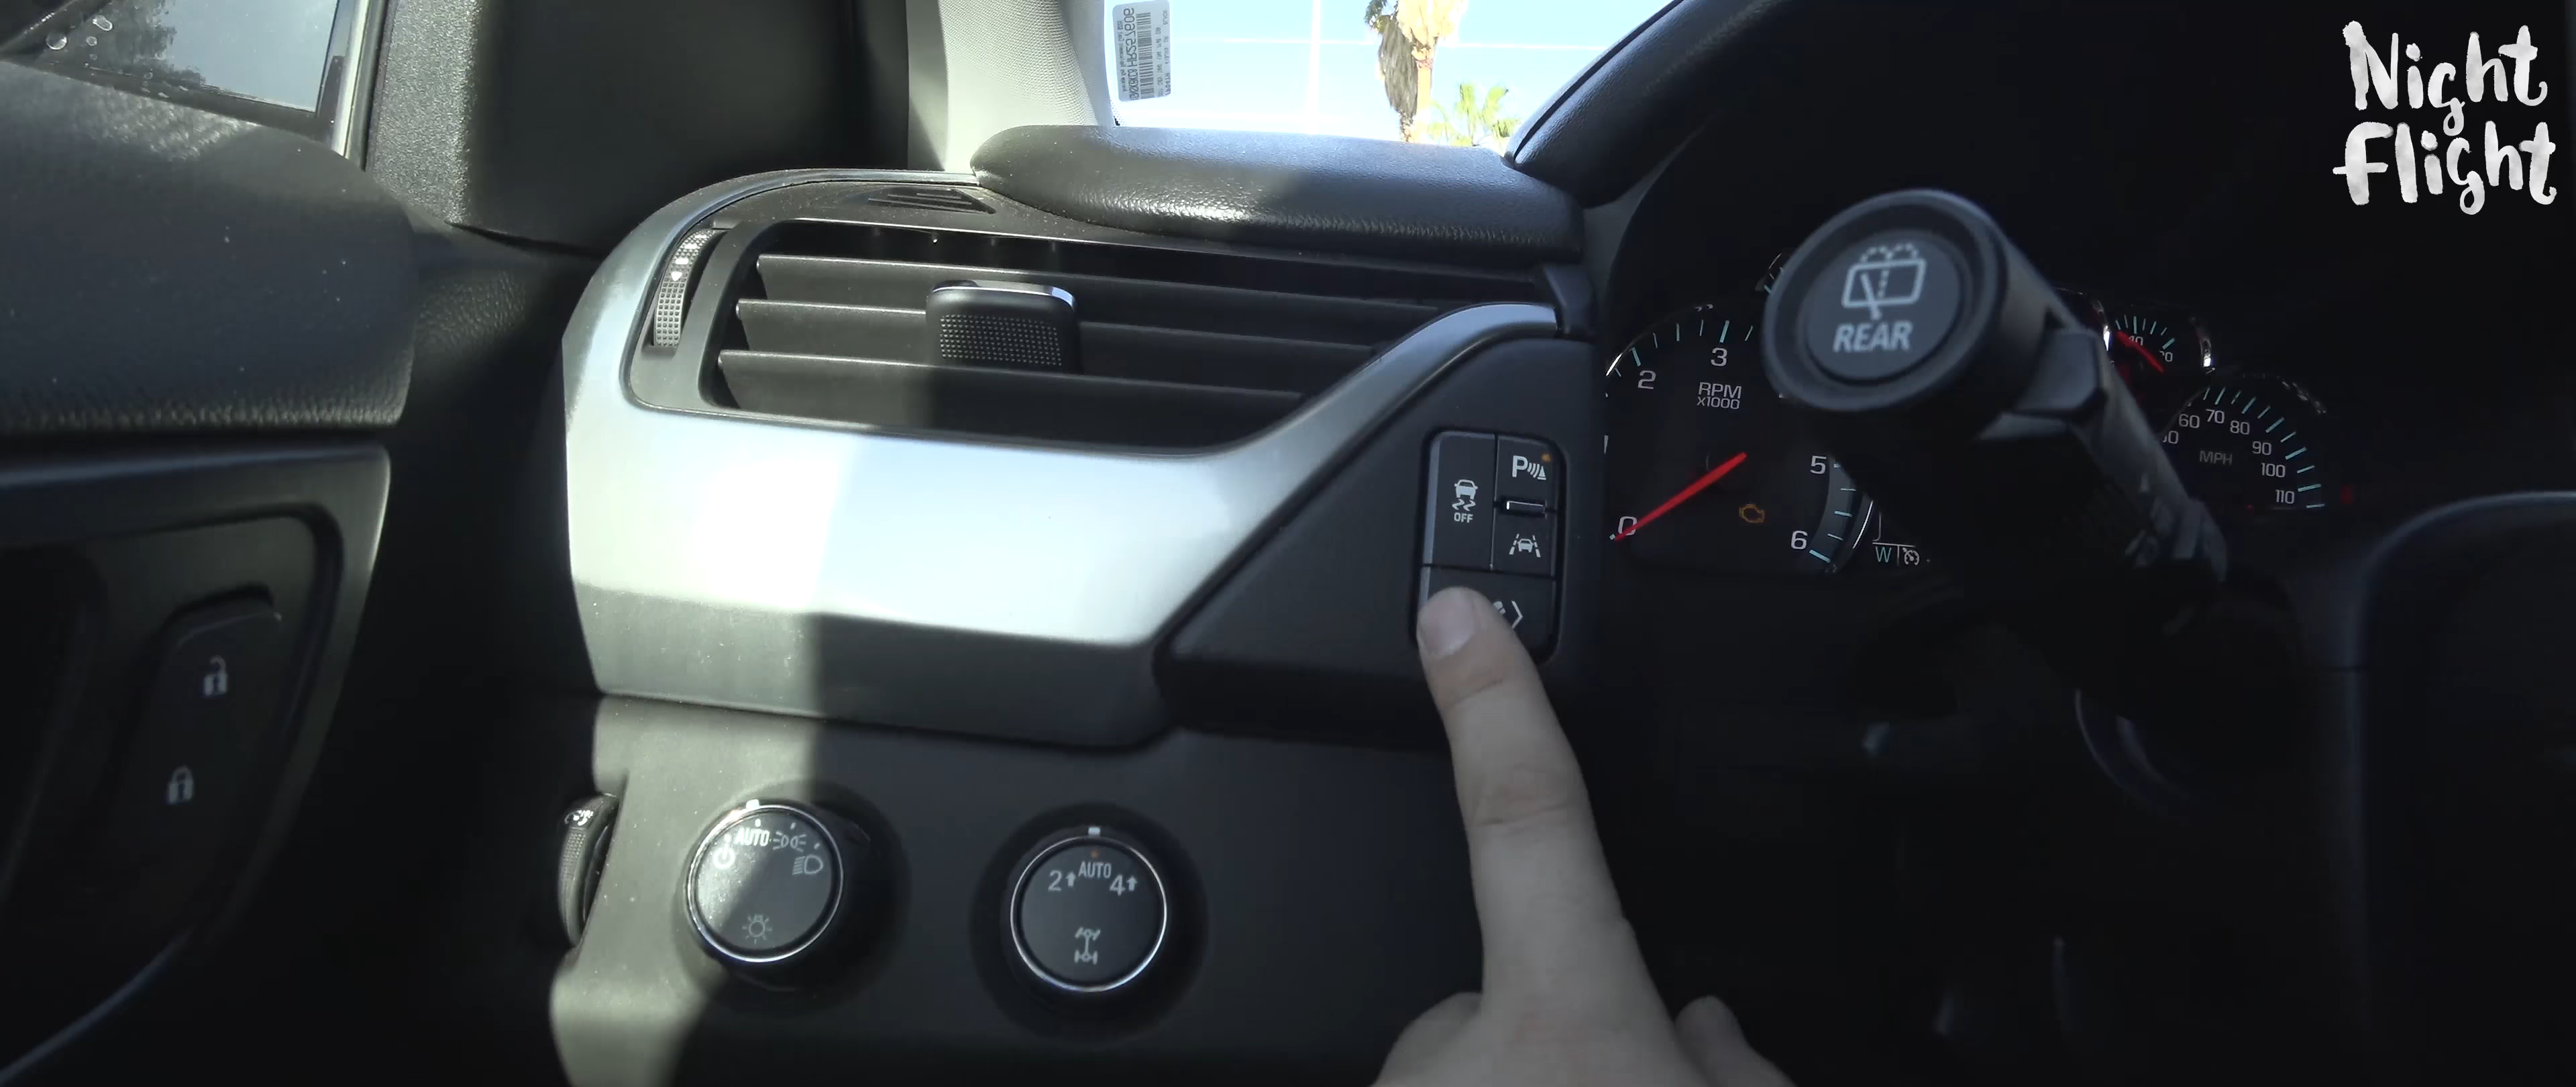 Night
Flight
REAR
2
3
RPM
x1000
5
6
0
W
60
70
80
90
100
110
MPH
P
OFF
AUTO
2 AUTO 4